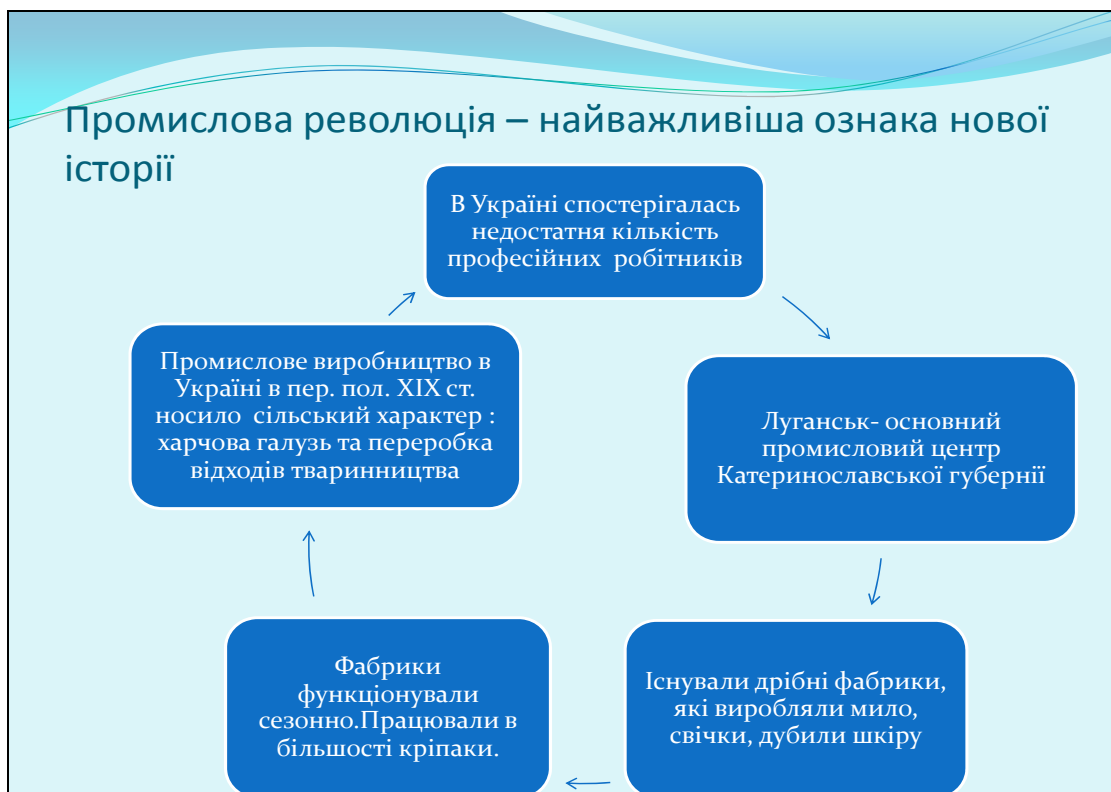 Промислова революція – найважливіша ознака нової
історії
В Україні спостерігалась
недостатня кількість
професійних робітників
Луганськ- основний
промисловий центр
Катеринославської губернії
Існували дрібні фабрики,
які виробляли мило,
свічки, дубили шкіру
Фабрики
функціонували
сезонно.Працювали в
більшості кріпаки.
Промислове виробництво в
Україні в пер. пол. ХІХ ст.
носило сільський характер :
харчова галузь та переробка
відходів тваринництва